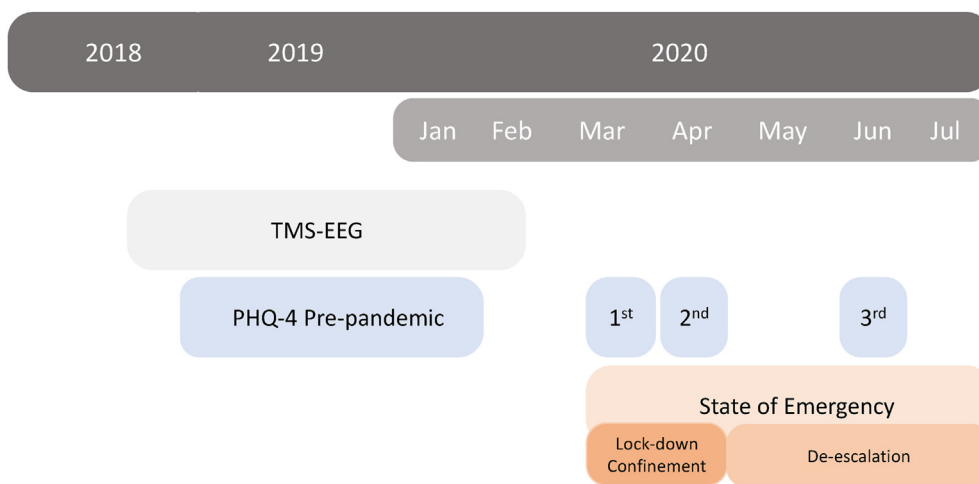 2018 2019 2020
Jan Feb Mar Apr May Jun Jul
TMS-EEG
PHQ-4 Pre-pandemic 1st 2nd 3rd
State of Emergency
Lock-down
Confinement
De-escalation